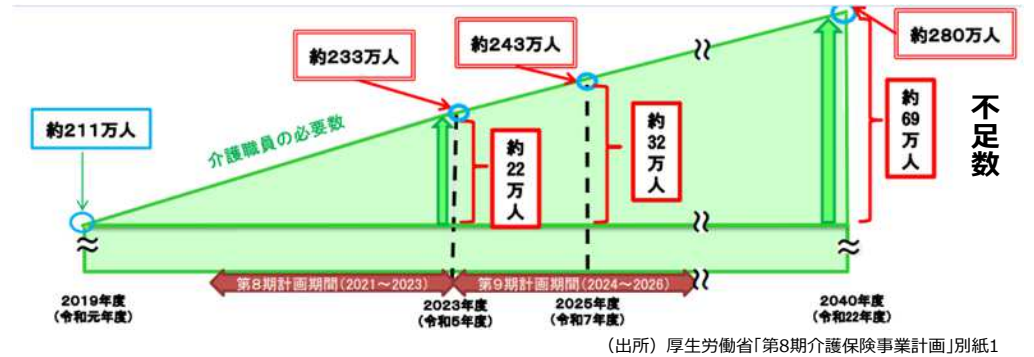 約280万人
約243万人
約233万人
約211万人
介護職員の必要数
約22万人
約32万人
約69万人
不足数
第8期計画期間(2021～2023)
第9期計画期間(2024～2026)
2019年度
(令和元年度)
2023年度
(令和5年度)
2025年度
(令和7年度)
2040年度
(令和22年度)
（出所）厚生労働省「第8期介護保険事業計画」別紙1